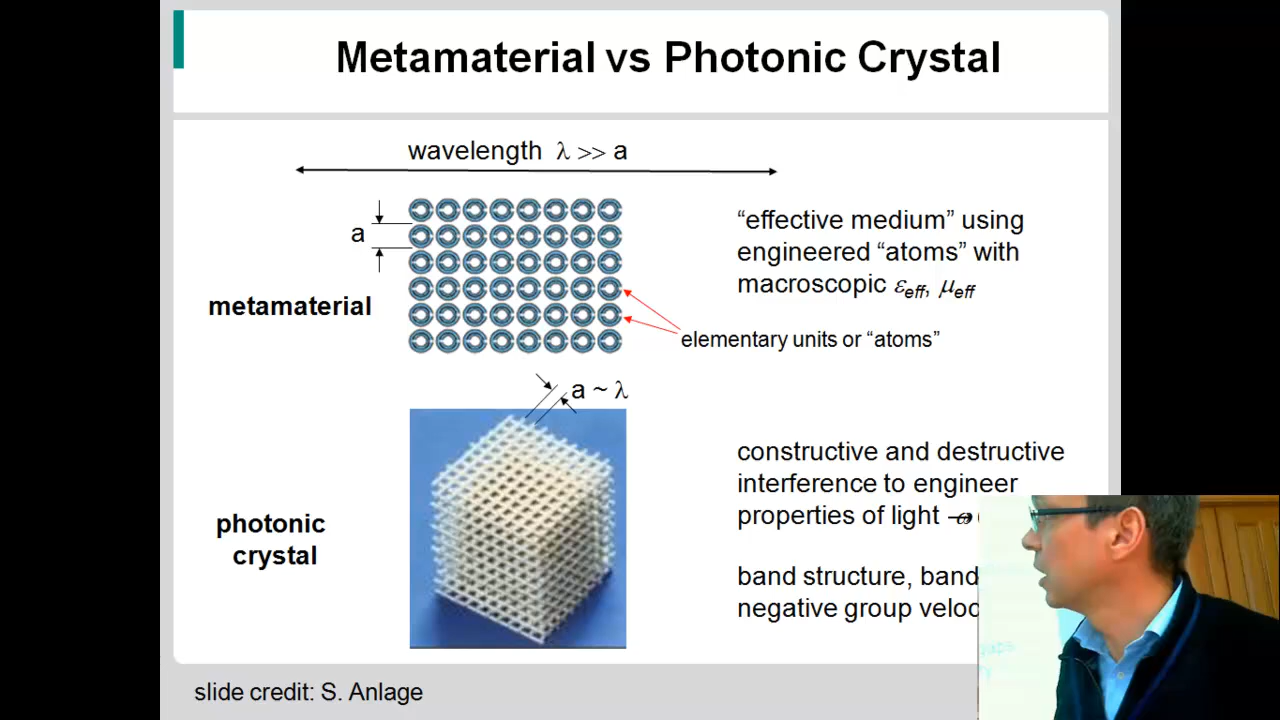 Metamaterial vs Photonic Crystal
wavelength λ >> a
a
metamaterial
“effective medium” using
engineered “atoms” with
macroscopic εeff, μeff
elementary units or “atoms”
a ~ λ
photonic
crystal
constructive and destructive
interference to engineer
properties of light
band structure, band
negative group
slide credit: S. Anlage